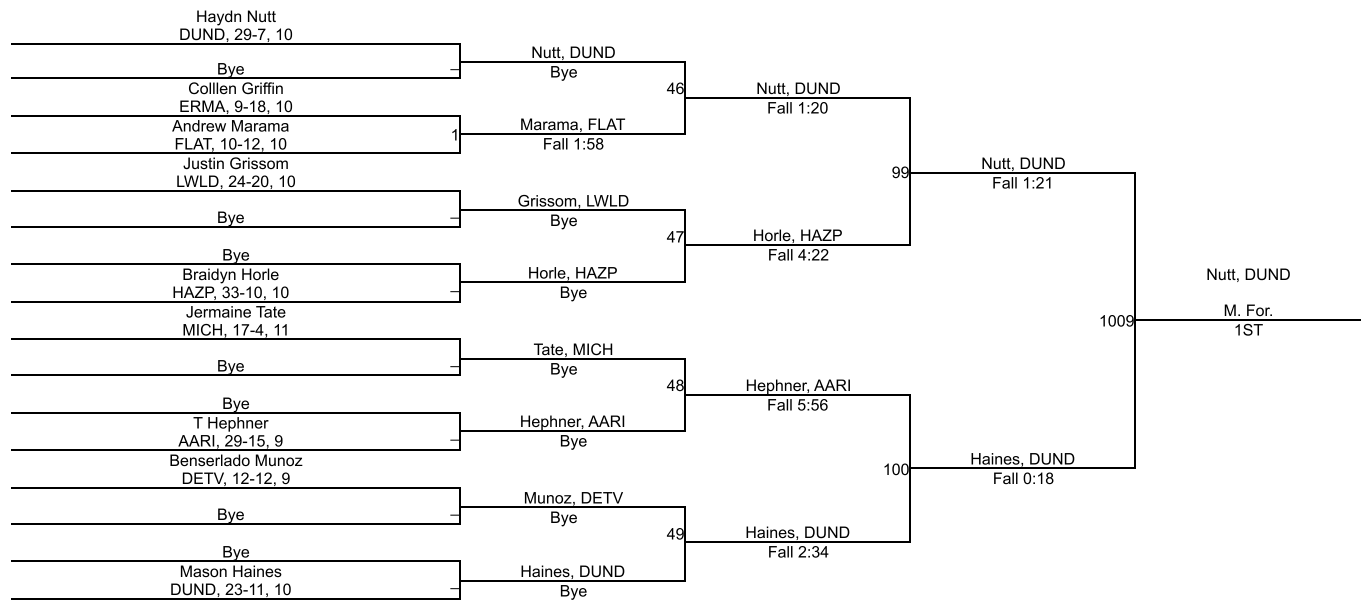 Haydn Nutt
DUND, 29-7, 10
Bye
Colllen Griffin
ERMA, 9-18, 10
Andrew Marama
FLAT, 10-12, 10
Justin Grissom
LWLD, 24-20, 10
Bye
Bye
Braidyn Horle
HAZP, 33-10, 10
Jermaine Tate
MICH, 17-4, 11
Bye
Bye
T Hephner
AARI, 29-15, 9
Benserlado Munoz
DETV, 12-12, 9
Bye
Bye
Mason Haines
DUND, 23-11, 10
1
Nutt, DUND
Bye
Marama, FLAT
Fall 1:58
Grissom, LWLD
Bye
Horle, HAZP
Bye
Tate, MICH
Bye
Hephner, AARI
Bye
Munoz, DETV
Bye
Haines, DUND
Bye
46
47
48
49
Nutt, DUND
Fall 1:20
Horle, HAZP
Fall 4:22
Hephner, AARI
Fall 5:56
Haines, DUND
Fall 2:34
99
100
Nutt, DUND
Fall 1:21
Haines, DUND
Fall 0:18
1009
Nutt, DUND
M. For.
1ST